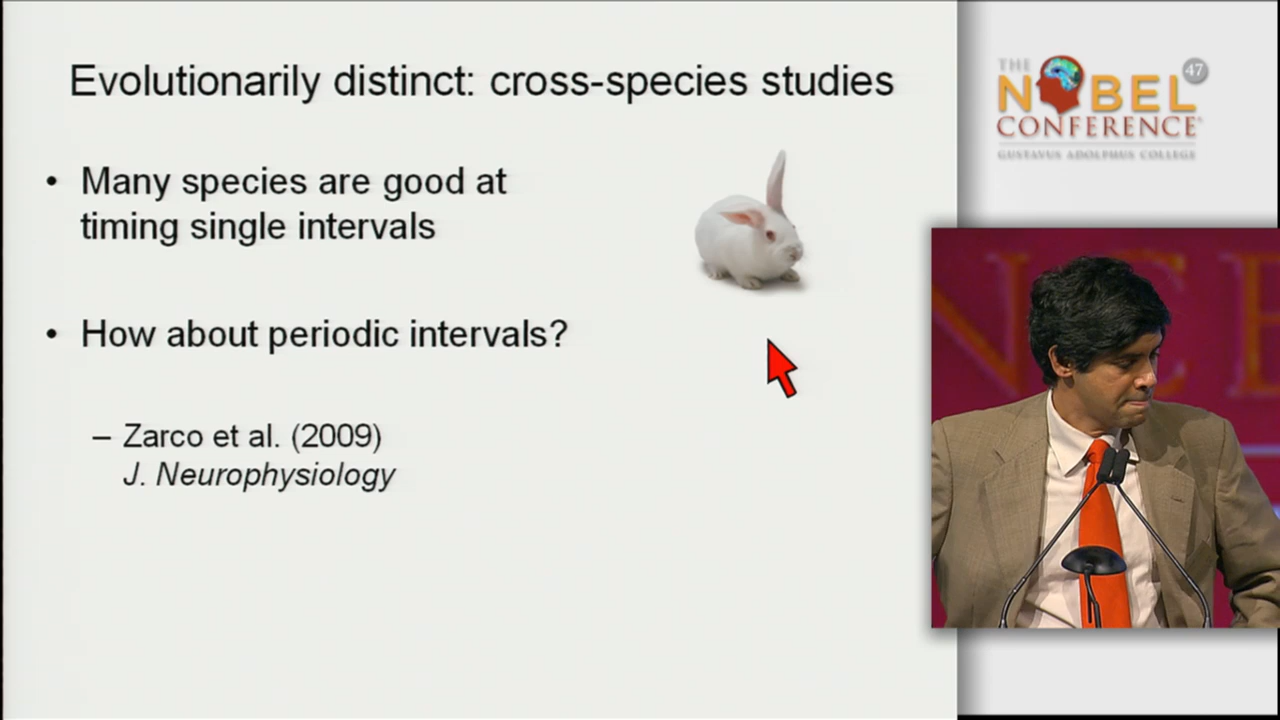 Evolutionarily distinct: cross-species studies
• Many species are good at
timing single intervals
• How about periodic intervals?
– Zarco et al. (2009)
J. Neurophysiology
THE
NOBEL
47
CONFERENCE
GUSTAVUS ADOLPHUS COLLEGE